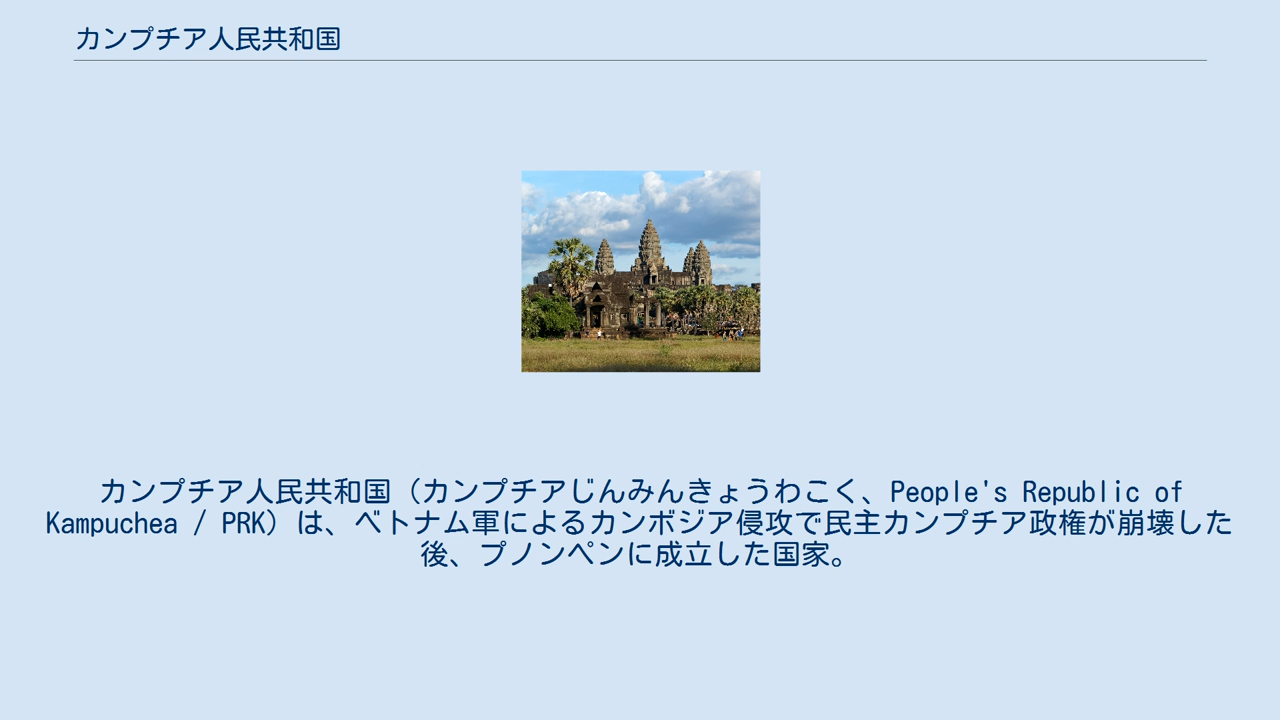 カンプチア人民共和国
カンプチア人民共和国（カンプチアじんみんきょうわこく、People's Republic of
Kampuchea / PRK）は、ベトナム軍によるカンボジア侵攻で民主カンプチア政権が崩壊した
後、プノンペンに成立した国家。